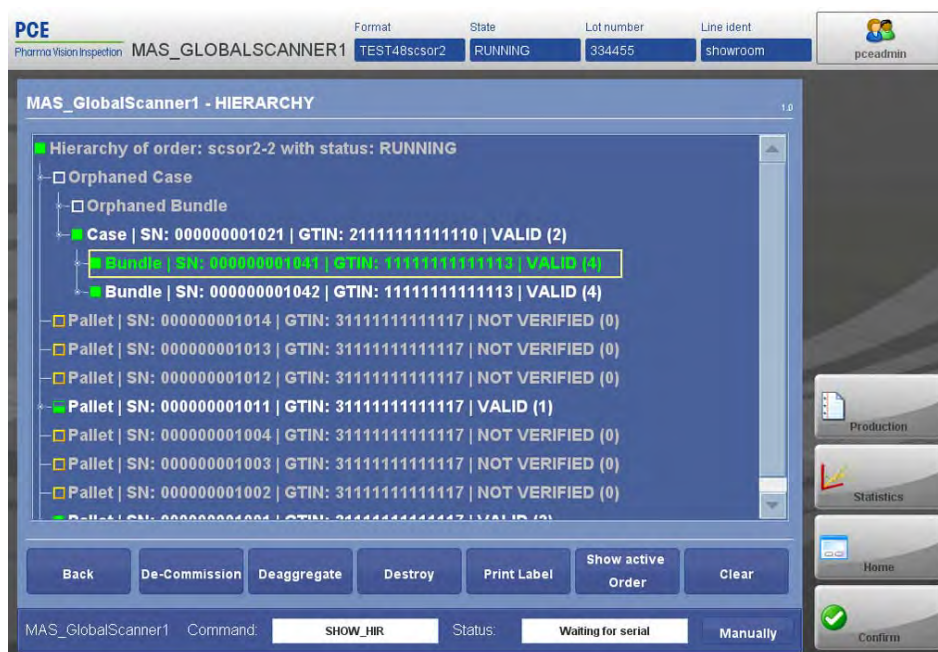 PCE
Pharma Vision Inspection
MAS_GLOBALSCANNER1
Format
TEST48scsor2
State
RUNNING
Lot number
334455
Line ident
showroom
pceadmin
MAS_GlobalScanner1 - HIERARCHY
1.0
Hierarchy of order: scsor2-2 with status: RUNNING
Orphaned Case
Orphaned Bundle
Case | SN: 000000001021 | GTIN: 21111111111110 | VALID (2)
Bundle | SN: 000000001041 | GTIN: 11111111111113 | VALID (4)
Bundle | SN: 000000001042 | GTIN: 11111111111113 | VALID (4)
Pallet | SN: 000000001014 | GTIN: 31111111111117 | NOT VERIFIED (0)
Pallet | SN: 000000001013 | GTIN: 31111111111117 | NOT VERIFIED (0)
Pallet | SN: 000000001012 | GTIN: 31111111111117 | NOT VERIFIED (0)
Pallet | SN: 000000001011 | GTIN: 31111111111117 | VALID (1)
Pallet | SN: 000000001004 | GTIN: 31111111111117 | NOT VERIFIED (0)
Pallet | SN: 000000001003 | GTIN: 31111111111117 | NOT VERIFIED (0)
Pallet | SN: 000000001002 | GTIN: 31111111111117 | NOT VERIFIED (0)
Production
Statistics
Home
Confirm
Back
De-Commission
Deaggregate
Destroy
Print Label
Show active
Order
Clear
MAS_GlobalScanner1
Command:
SHOW_HIR
Status:
Waiting for serial
Manually